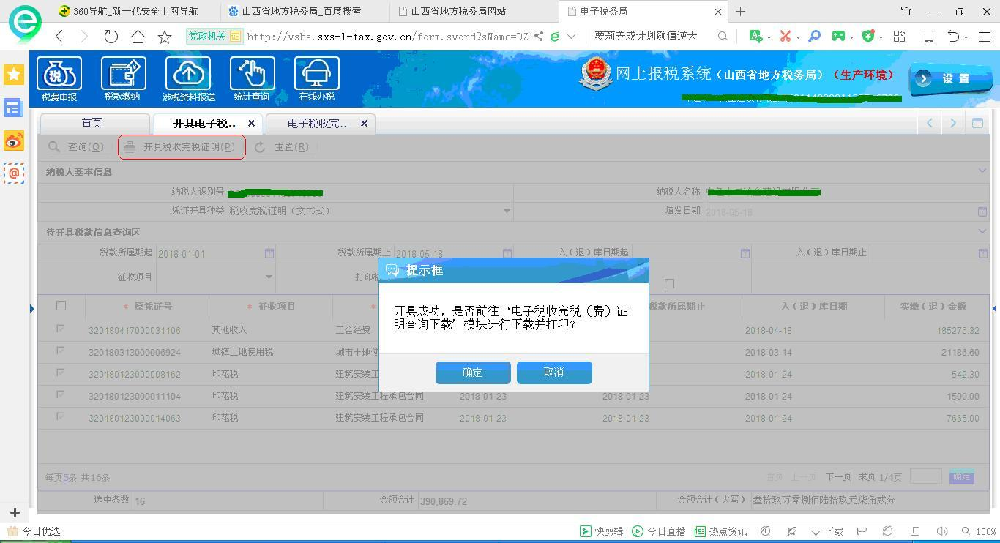 360导航_新一代安全上网导航
山西省地方税务局_百度搜索
山西省地方税务局网站
电子税务局
党政机关 证 http://wsbs.sxs-l-tax.gov.cn/form.sword?sName=DZ
萝莉养成计划颜值逆天
税费申报
税款缴纳
涉税资料报送
统计查询
在线办税
网上报税系统(山西省地方税务局)(生产环境)
设 置
首页
开具电子税..
电子税收完..
查询(Q)
开具税收完税证明(P)
重置(R)
纳税人基本信息
纳税人识别号
纳税人名称
凭证开具种类 税收完税证明(文书式)
填发日期 2018-05-18
待开具税款信息查询区
税款所属期起 2018-01-01
税款所属期止 2018-05-18
入(退)库日期起
入(退)库日期止
征收项目
提示框
开具成功，是否前往‘电子税收完税（费）证
明查询下载’模块进行下载并打印？
确定
取消
* 原凭证号
* 征收项目
税款所属期止
入(退)库日期
实缴(退)金额
320180417000031106 其他收入 工会经费 2018-04-18 185276.32
320180313000006924 城镇土地使用税 城市土地使 2018-03-14 21186.60
320180123000008162 印花税 建筑安装工 2018-01-24 542.30
320180123000011104 印花税 建筑安装工程承包合同 2018-01-23 2018-01-23 2018-01-24 1590.00
320180123000014063 印花税 建筑安装工程承包合同 2018-01-23 2018-01-23 2018-01-24 7665.00
每页5条 共16条
首页 上一页 下一页 末页 1/4页 确定
选中条数 16
金额合计 390,869.72
金额合计(大写) 叁拾玖万零捌佰陆拾玖元柒角贰分
今日优选
快剪辑
今日直播
热点资讯
下载
100%